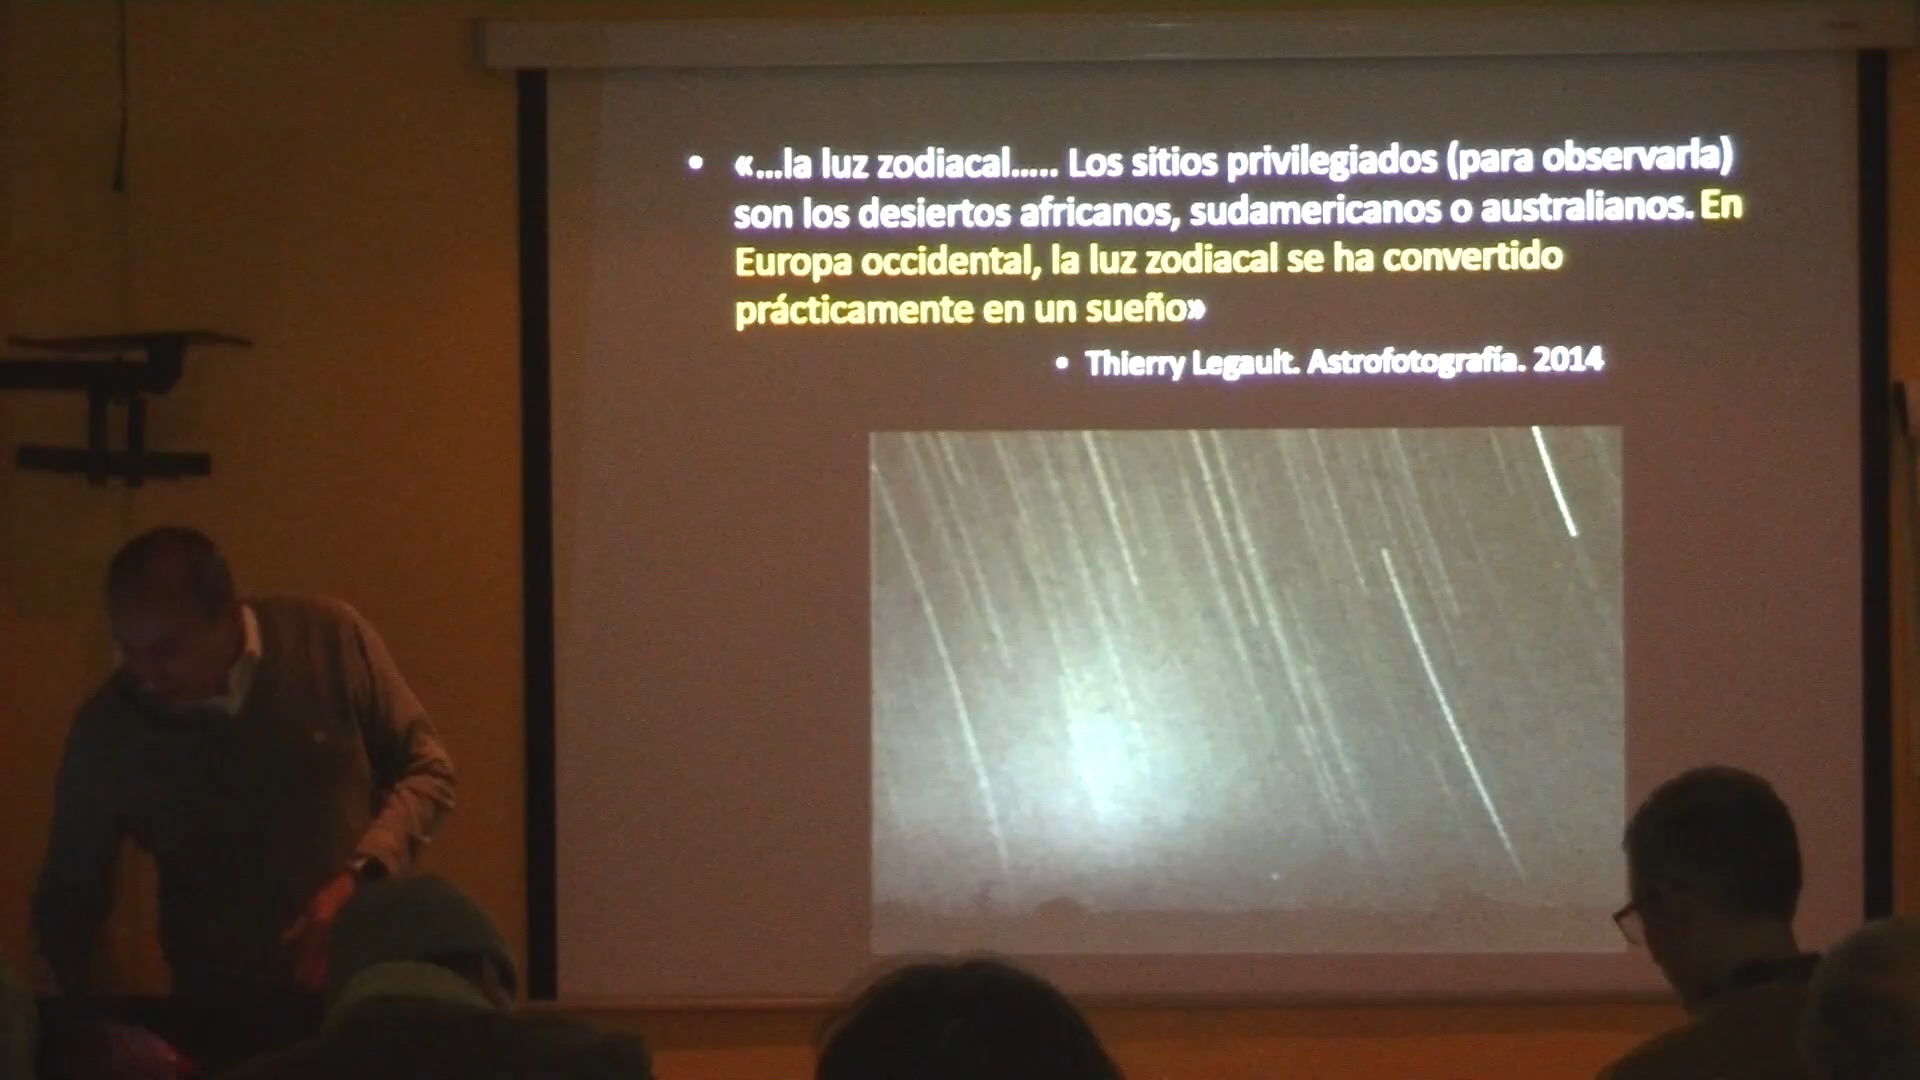 • «...la luz zodiacal..... Los sitios privilegiados (para observarla)
son los desiertos africanos, sudamericanos o australianos. En
Europa occidental, la luz zodiacal se ha convertido
prácticamente en un sueño»
• Thierry Legault. Astrofotografía. 2014